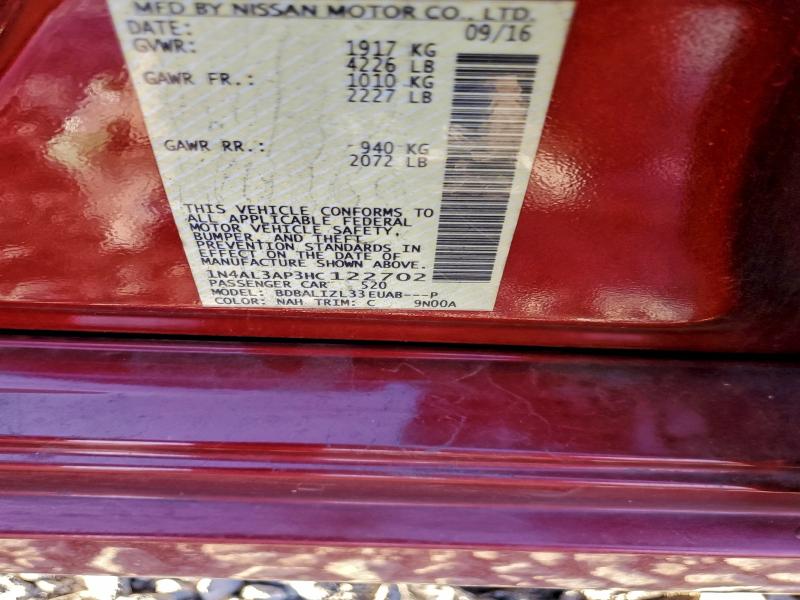 MFD BY NISSAN MOTOR CO., LTD.
DATE: 09/16
GVWR: 1917 KG
4226 LB
GAWR FR.: 1010 KG
2227 LB
GAWR RR.: 940 KG
2072 LB
THIS VEHICLE CONFORMS TO
ALL APPLICABLE FEDERAL
MOTOR VEHICLE SAFETY,
BUMPER, AND THEFT
PREVENTION STANDARDS IN
EFFECT ON THE DATE OF
MANUFACTURE SHOWN ABOVE.
1N4AL3AP3HC122702
PASSENGER CAR S20
MODEL: BDBALIZL33EUAB---P
COLOR: NAH TRIM: C 9N00A